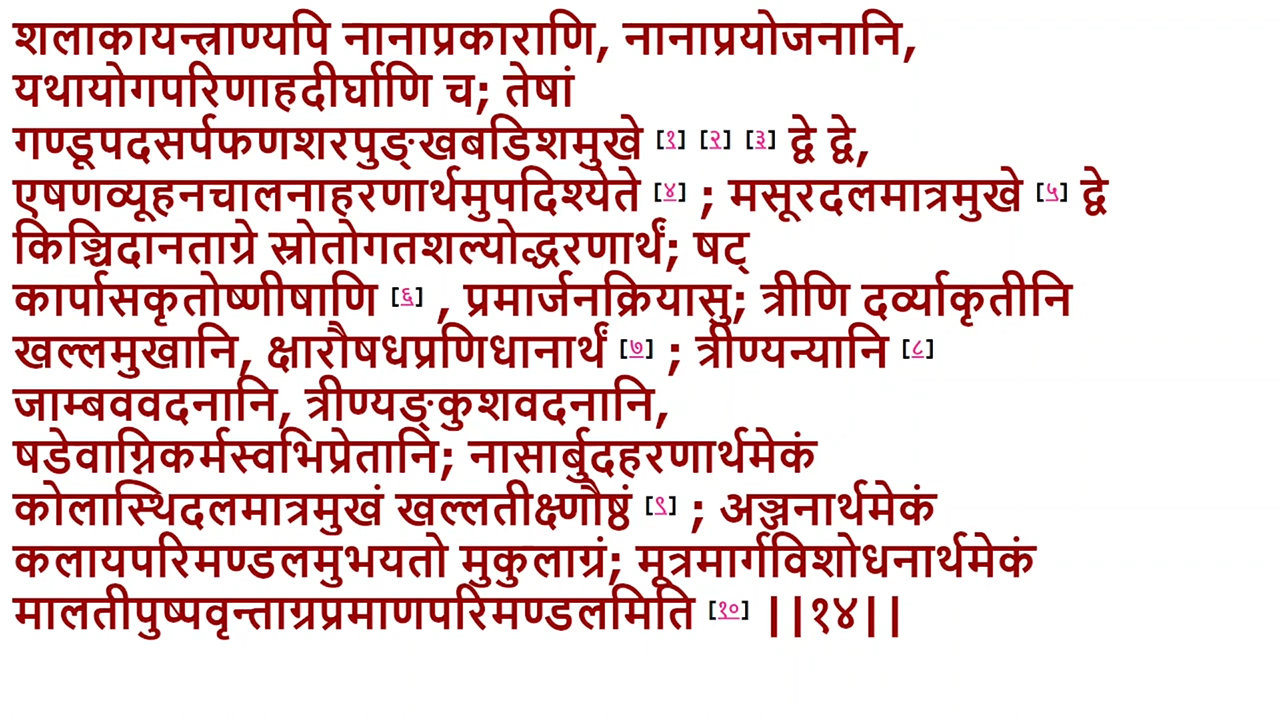 शलाकायन्त्राण्यपि नानाप्रकाराणि, नानाप्रयोजनानि,
यथायोगपरिणाहदीर्घाणि च; तेषां
गण्डूपदसर्पफणशरपुङ्खबडिशमुखे [१] [२] [३] द्वे द्वे,
एषणव्यूहनचालनाहरणार्थमुपदिश्येते [४] ; मसूरदलमात्रमुखे [५] द्वे
किञ्चिदानताग्रे स्रोतोगतशल्योद्धरणार्थं; षट्
कार्पासकृतोष्णीषाणि [६] , प्रमार्जनक्रियासु; त्रीणि दर्व्याकृतीनि
खल्लमुखानि, क्षारौषधप्रणिधानार्थं [७] ; त्रीण्यन्यानि [८]
जाम्बववदनानि, त्रीण्यङ्कुशवदनानि,
षडेवाग्निकर्मस्वभिप्रेतानि; नासार्बुदहरणार्थमेकं
कोलास्थिदलमात्रमुखं खल्लतीक्ष्णौष्ठं [९] ; अञ्जनार्थमेकं
कलायपरिमण्डलमुभयतो मुकुलाग्रं; मूत्रमार्गविशोधनार्थमेकं
मालतीपुष्पवृन्ताग्रप्रमाणपरिमण्डलमिति [१०] ||१४||